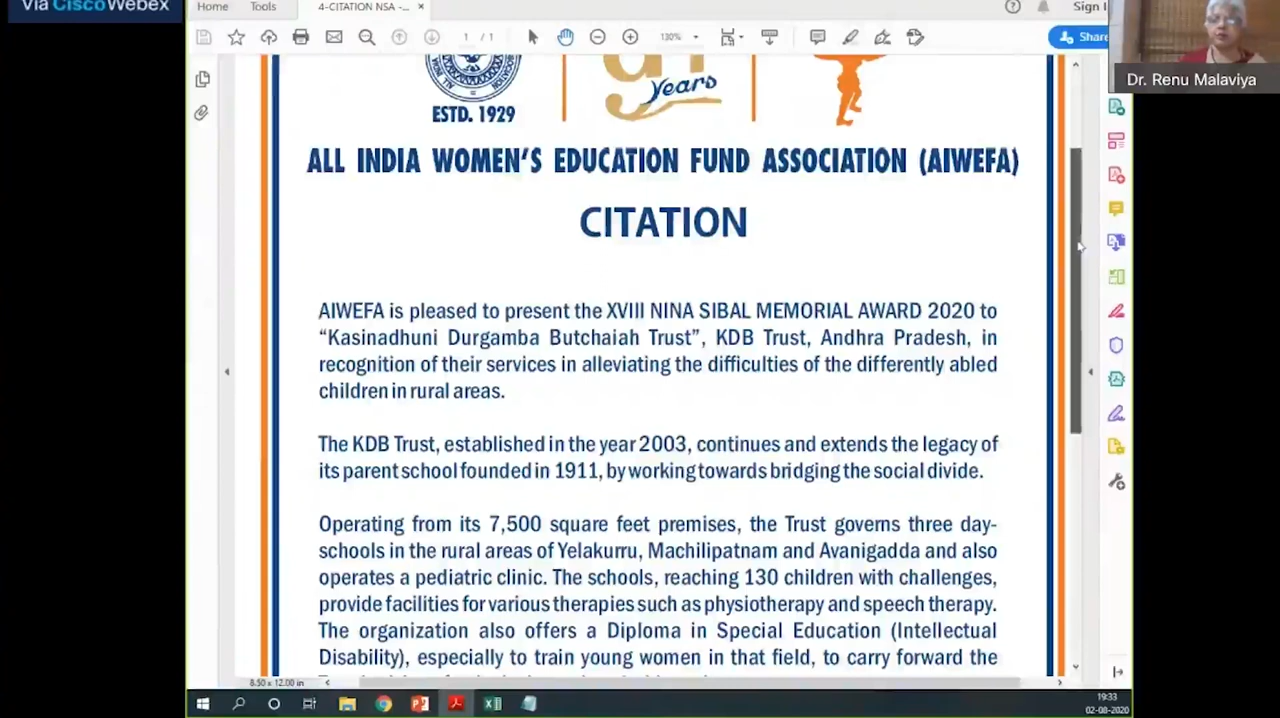 via Cisco Webex
Home
Tools
4-CITATION NSA -... ×
Sign I
1 / 1
130%
Share
Dr. Renu Malaviya
ESTD. 1929
91
years
ALL INDIA WOMEN'S EDUCATION FUND ASSOCIATION (AIWEFA)
CITATION
AIWEFA is pleased to present the XVIII NINA SIBAL MEMORIAL AWARD 2020 to
“Kasinadhuni Durgamba Butchaiah Trust”, KDB Trust, Andhra Pradesh, in
recognition of their services in alleviating the difficulties of the differently abled
children in rural areas.
The KDB Trust, established in the year 2003, continues and extends the legacy of
its parent school founded in 1911, by working towards bridging the social divide.
Operating from its 7,500 square feet premises, the Trust governs three day-
schools in the rural areas of Yelakurru, Machilipatnam and Avanigadda and also
operates a pediatric clinic. The schools, reaching 130 children with challenges,
provide facilities for various therapies such as physiotherapy and speech therapy.
The organization also offers a Diploma in Special Education (Intellectual
Disability), especially to train young women in that field, to carry forward the
8.50 x 12.00 in
19:33
02-08-2020